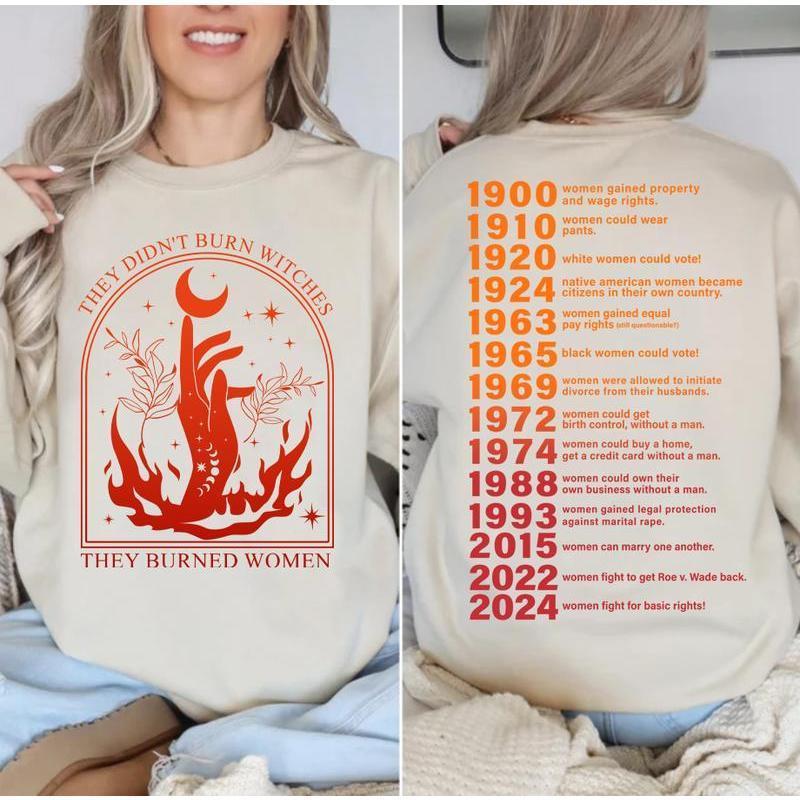 THEY DIDN'T BURN WITCHES
THEY BURNED WOMEN
1900 women gained property
and wage rights.
1910 women could wear
pants.
1920 white women could vote!
1924 native american women became
citizens in their own country.
1963 women gained equal
pay rights (still questionable?)
1965 black women could vote!
1969 women were allowed to initiate
divorce from their husbands.
1972 women could get
birth control, without a man.
1974 women could buy a home,
get a credit card without a man.
1988 women could own their
own business without a man.
1993 women gained legal protection
against marital rape.
2015 women can marry one another.
2022 women fight to get Roe v. Wade back.
2024 women fight for basic rights!